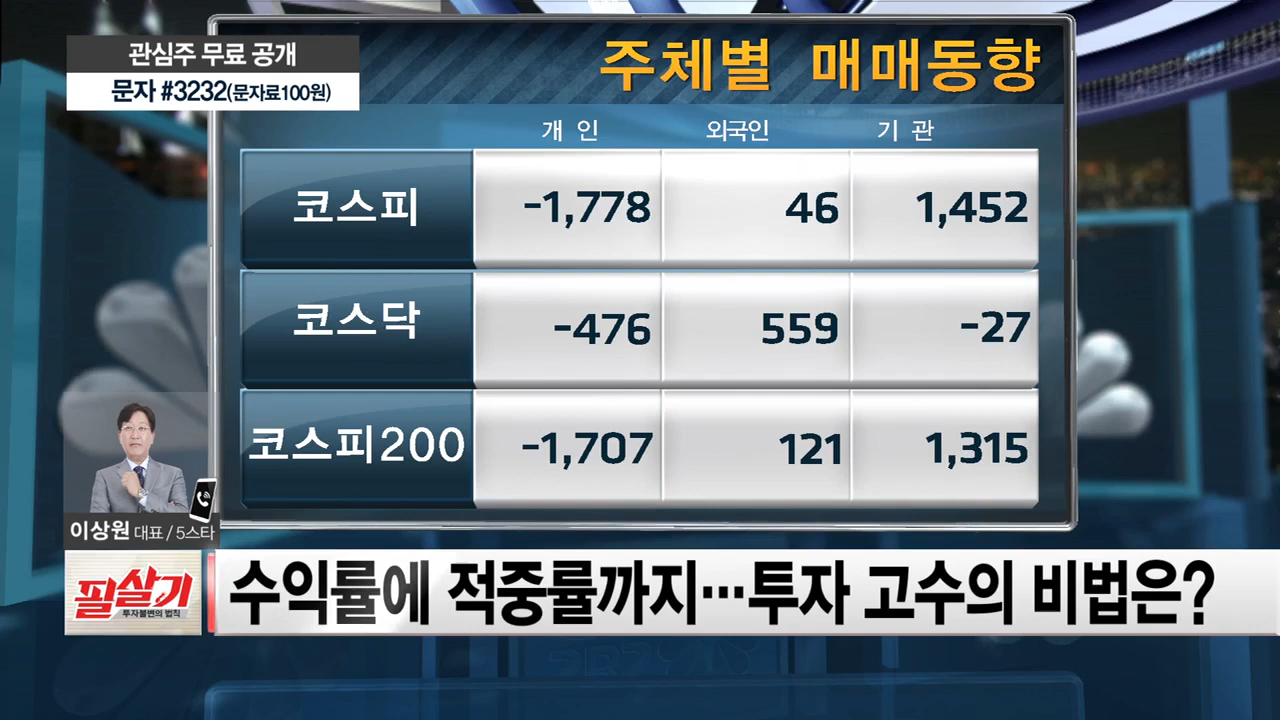 관심주 무료 공개
문자 #3232(문자료100원)
주체별 매매동향
개 인 외국인 기 관
코스피 -1,778 46 1,452
코스닥 -476 559 -27
코스피200 -1,707 121 1,315
이상원 대표 / 5스타
필살기
투자불변의 법칙
수익률에 적중률까지…투자 고수의 비법은?